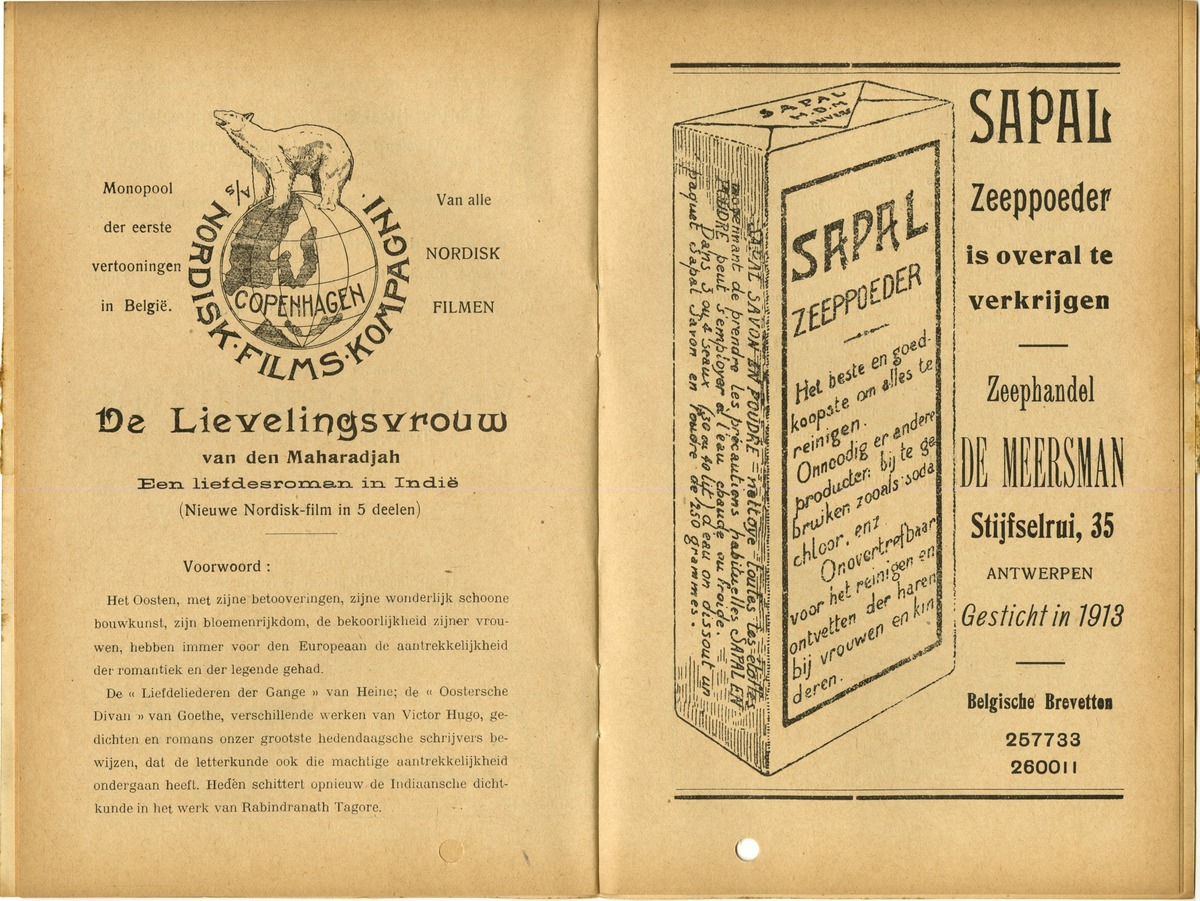 Monopool
der eerste
vertooningen
in België.
A/S NORDISK·FILMS·KOMPAGNI.
COPENHAGEN
Van alle
NORDISK
FILMEN
De Lievelingsvrouw
van den Maharadjah
Een liefdesroman in Indië
(Nieuwe Nordisk-film in 5 deelen)
Voorwoord :
Het Oosten, met zijne betooveringen, zijne wonderlijk schoone
bouwkunst, zijn bloemenrijkdom, de bekoorlijkheid zijner vrou-
wen, hebben immer voor den Europeaan de aantrekkelijkheid
der romantiek en der legende gehad.
De « Liefdeliederen der Gange » van Heine; de « Oostersche
Divan » van Goethe, verschillende werken van Victor Hugo, ge-
dichten en romans onzer grootste hedendaagsche schrijvers be-
wijzen, dat de letterkunde ook die machtige aantrekkelijkheid
ondergaan heeft. Heden schittert opnieuw de Indiaansche dicht-
kunde in het werk van Rabindranath Tagore.
SAPAL
M.D.M
ANVERS
SAPAL SAVON EN POUDRE = nettoye toutes les étoffes
moyennant de prendre les précautions habituelles SAPAL EN
POUDRE peut s'employer à l'eau chaude ou froide.
Dans 3 ou 4 seaux (30 ou 40 lit) d'eau on dissout un
paquet Sapal Savon en Poudre de 250 grammes.
SAPAL
ZEEPPOEDER
Het beste en goed-
koopste om alles te
reinigen.
Onnoodig er andere
producten bij te ge
bruiken zooals soda
chloor, enz.
Onovertrefbaar
voor het reinigen en
ontvetten der haren
bij vrouwen en kin
deren.
SAPAL
Zeeppoeder
is overal te
verkrijgen
Zeephandel
DE MEERSMAN
Stijfselrui, 35
ANTWERPEN
Gesticht in 1913
Belgische Brevetten
257733
260011